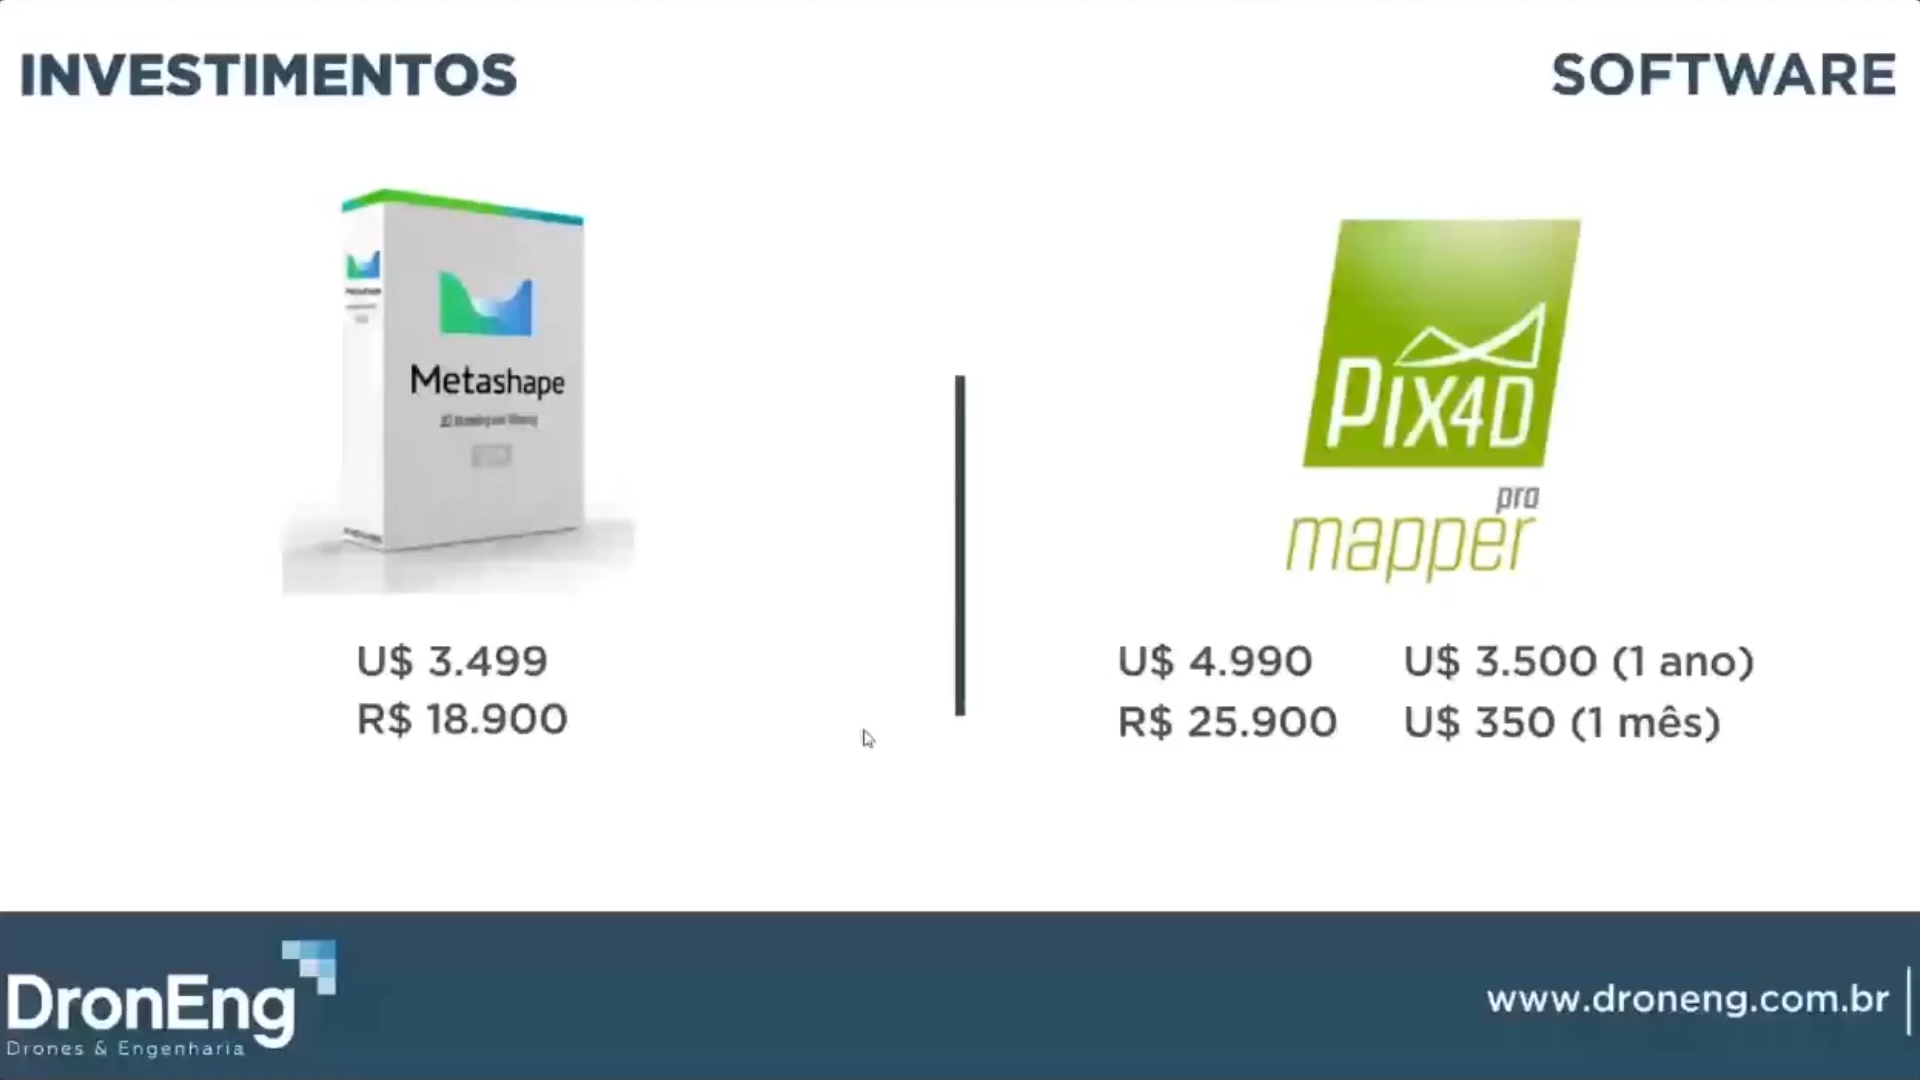 INVESTIMENTOS
SOFTWARE
Metashape
PIX4D
pro
mapper
U$ 3.499
R$ 18.900
U$ 4.990
R$ 25.900
U$ 3.500 (1 ano)
U$ 350 (1 mês)
DronEng
Drones & Engenharia
www.droneng.com.br